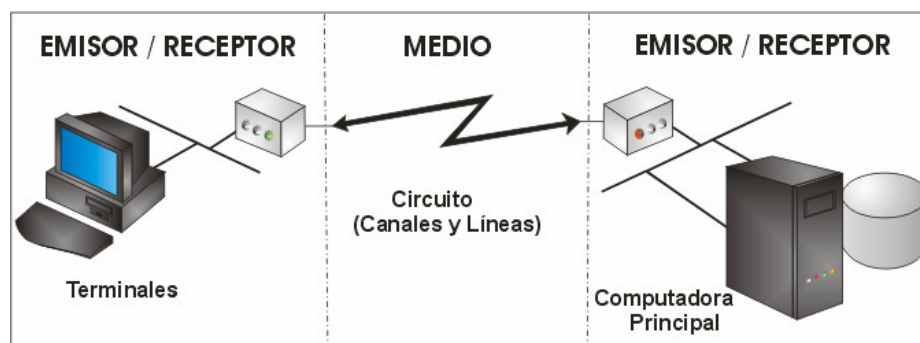 EMISOR / RECEPTOR
MEDIO
EMISOR / RECEPTOR
Circuito
(Canales y Líneas)
Terminales
Computadora
Principal